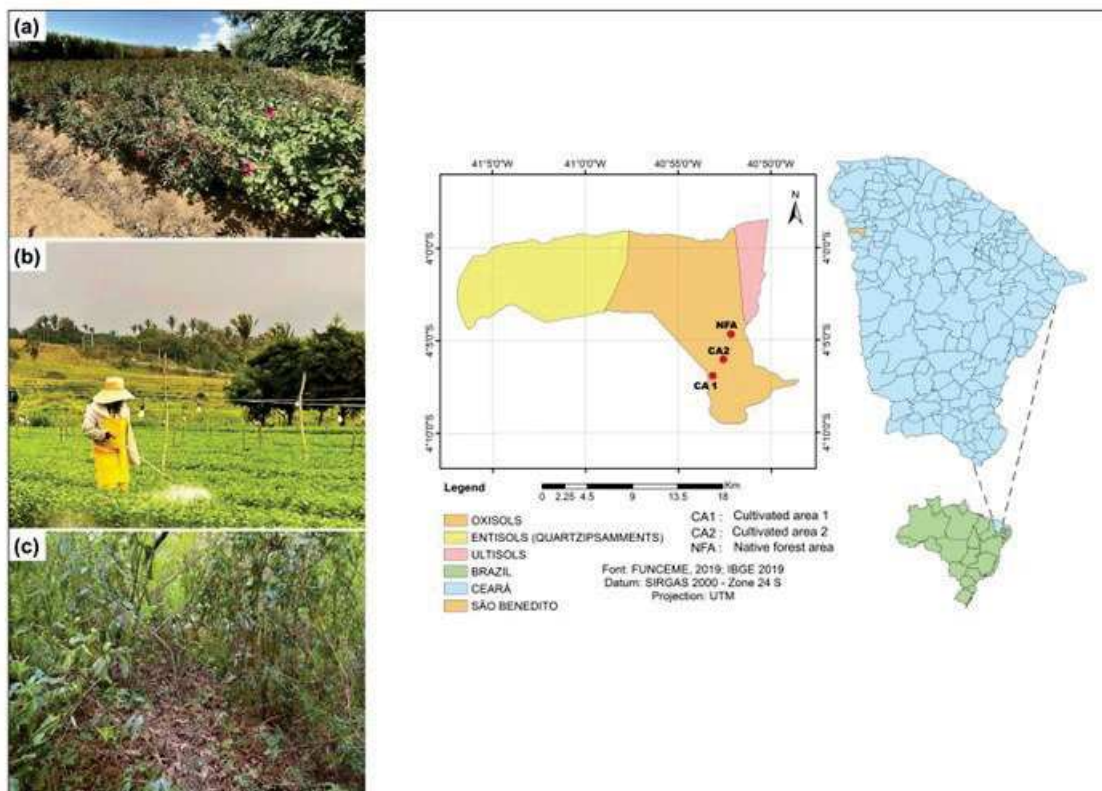 (a)
(b)
(c)
41°5'0"W 41°0'0"W 40°55'0"W 40°50'0"W
N
4°0'0"S 4°0'0"S
4°5'0"S 4°5'0"S
4°10'0"S 4°10'0"S
NFA
CA2
CA 1
Legend
Km
0 2.25 4.5 9 13.5 18
OXISOLS
ENTISOLS (QUARTZIPSAMMENTS)
ULTISOLS
BRAZIL
CEARÁ
SÃO BENEDITO
CA1 : Cultivated area 1
CA2 : Cultivated area 2
NFA : Native forest area
Font: FUNCEME, 2019; IBGE 2019
Datum: SIRGAS 2000 - Zone 24 S
Projection: UTM